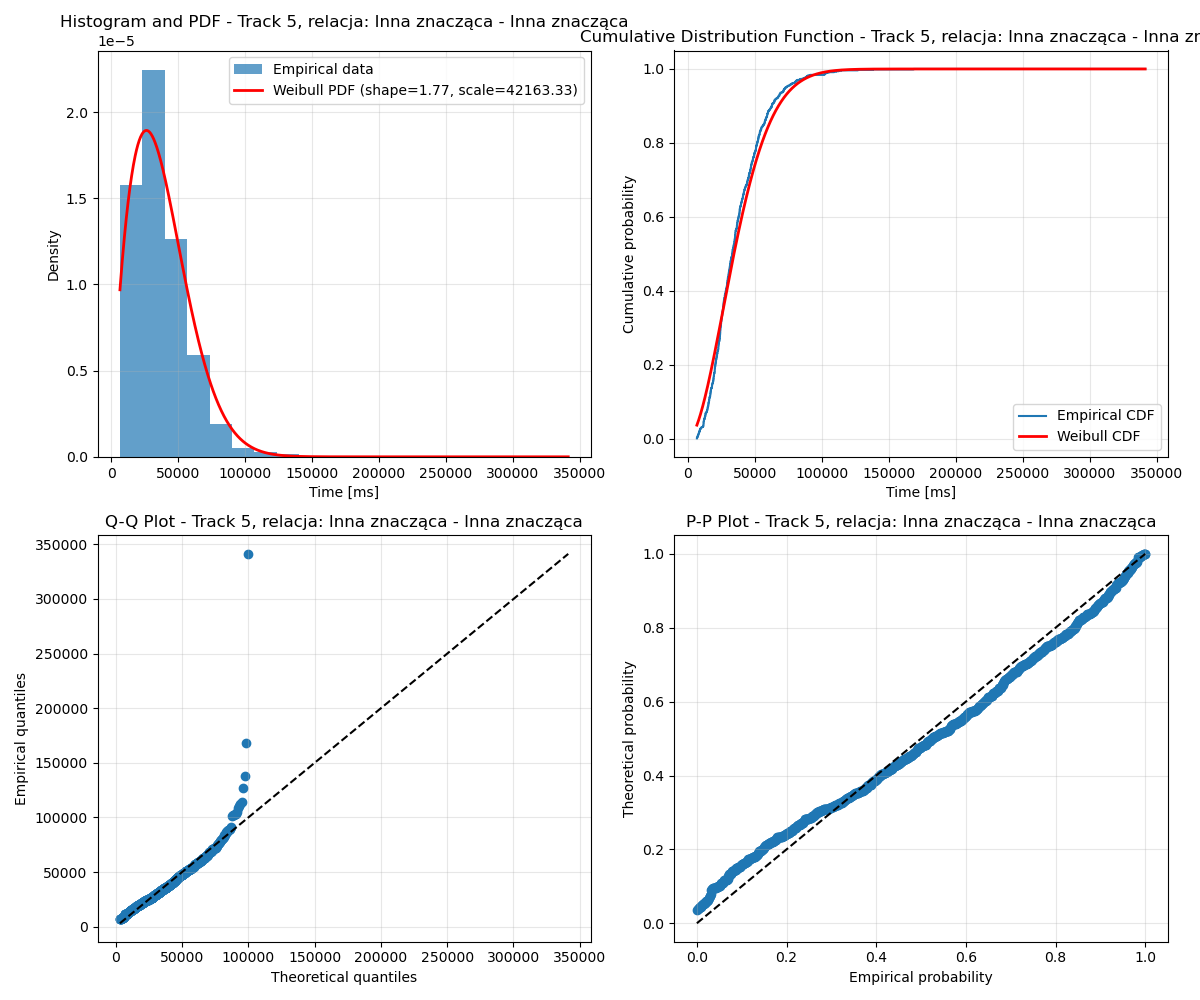 Histogram and PDF - Track 5, relacja: Inna znacząca - Inna znacząca
1e−5
Empirical data
Weibull PDF (shape=1.77, scale=42163.33)
Density
2.0
1.5
1.0
0.5
0.0
0 50000 100000 150000 200000 250000 300000 350000
Time [ms]
Cumulative Distribution Function - Track 5, relacja: Inna znacząca - Inna zr
Cumulative probability
1.0
0.8
0.6
0.4
0.2
0.0
Empirical CDF
Weibull CDF
0 50000 100000 150000 200000 250000 300000 350000
Time [ms]
Q-Q Plot - Track 5, relacja: Inna znacząca - Inna znacząca
Empirical quantiles
350000
300000
250000
200000
150000
100000
50000
0
0 50000 100000 150000 200000 250000 300000 350000
Theoretical quantiles
P-P Plot - Track 5, relacja: Inna znacząca - Inna znacząca
Theoretical probability
1.0
0.8
0.6
0.4
0.2
0.0
0.0 0.2 0.4 0.6 0.8 1.0
Empirical probability